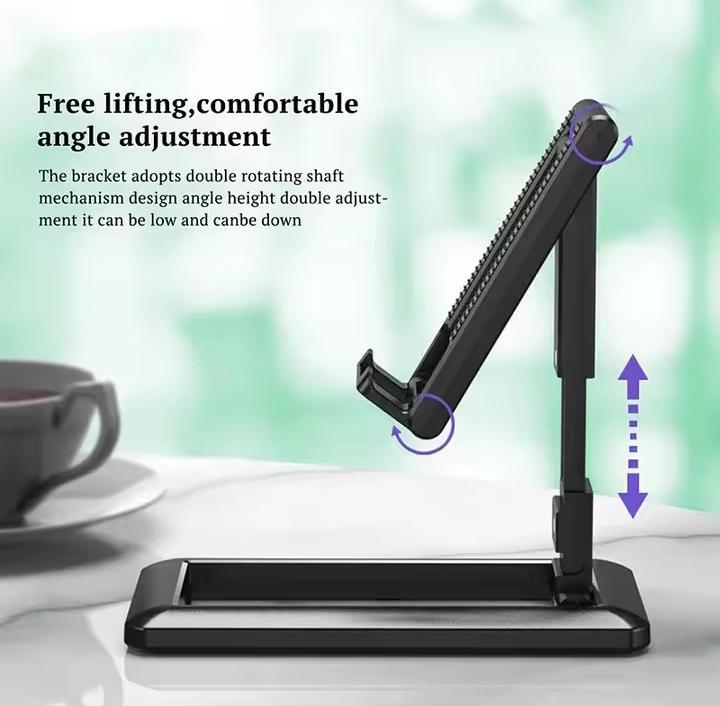 Free lifting,comfortable
angle adjustment
The bracket adopts double rotating shaft
mechanism design angle height double adjust-
ment it can be low and canbe down